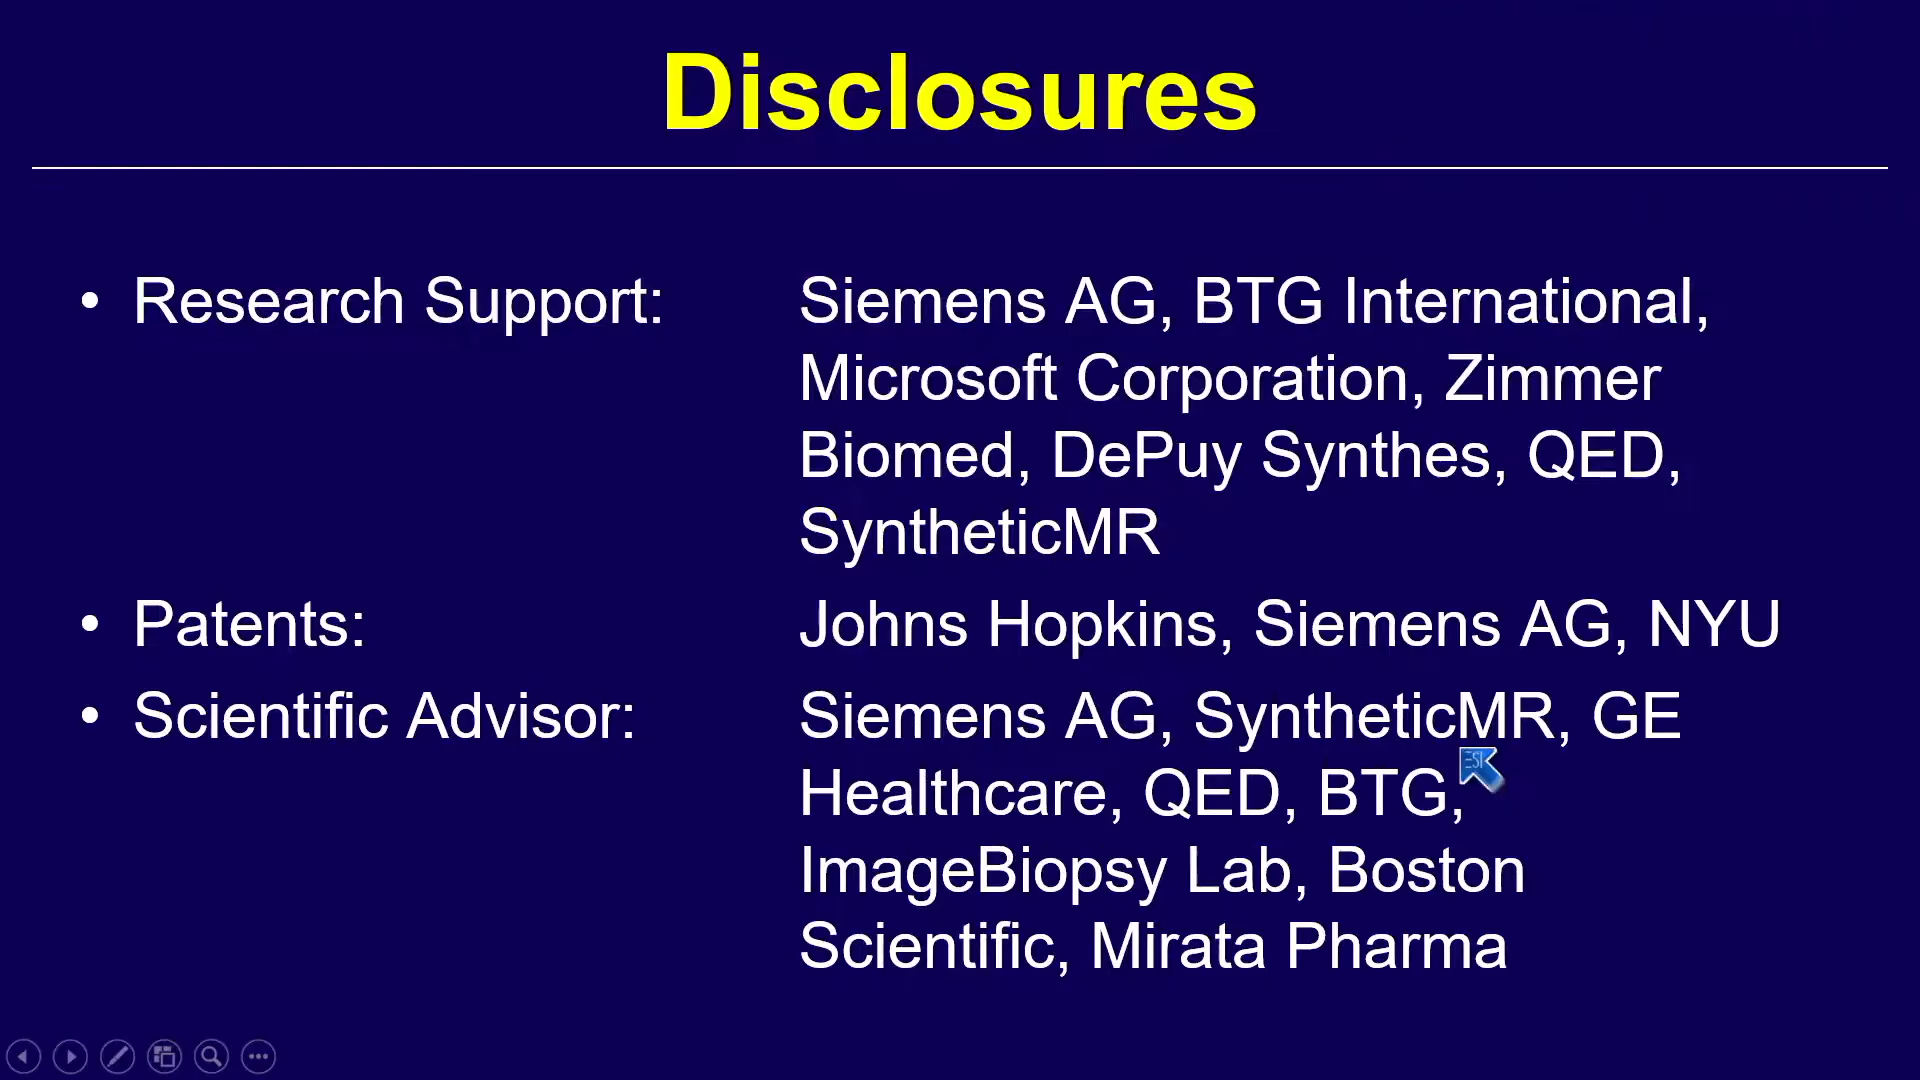 Disclosures
• Research Support: Siemens AG, BTG International,
Microsoft Corporation, Zimmer
Biomed, DePuy Synthes, QED,
SyntheticMR
• Patents: Johns Hopkins, Siemens AG, NYU
• Scientific Advisor: Siemens AG, SyntheticMR, GE
Healthcare, QED, BTG,
ImageBiopsy Lab, Boston
Scientific, Mirata Pharma